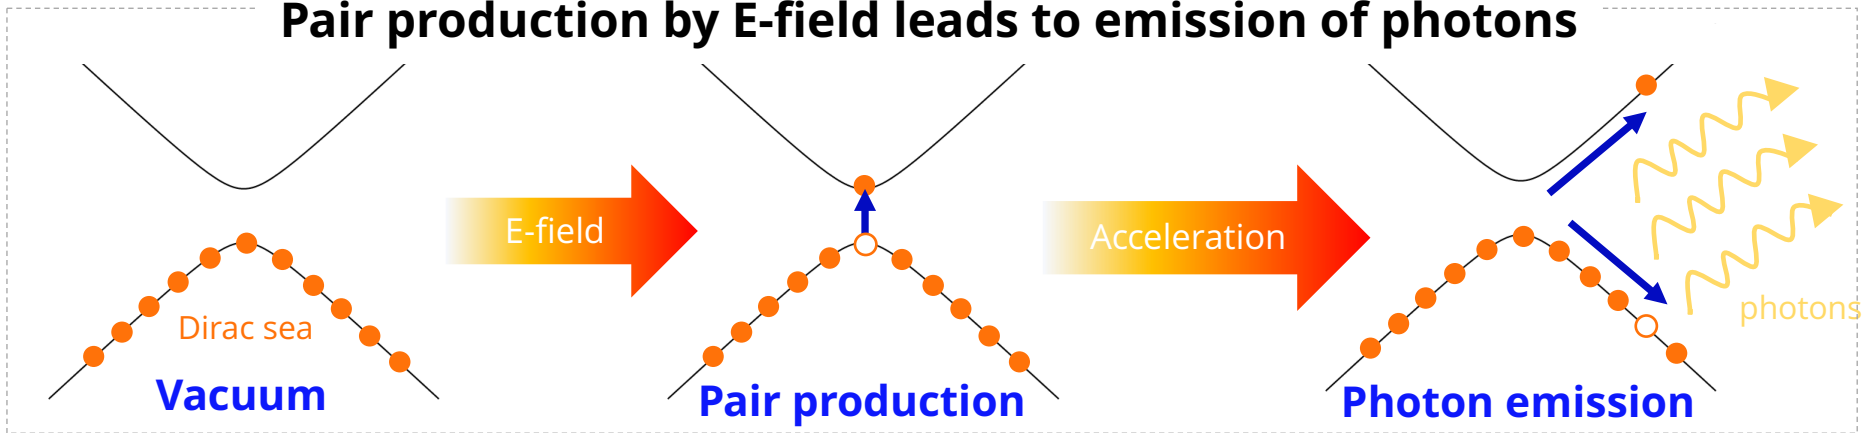 Pair production by E-field leads to emission of photons
E-field
Acceleration
Dirac sea
photons
Vacuum
Pair production
Photon emission